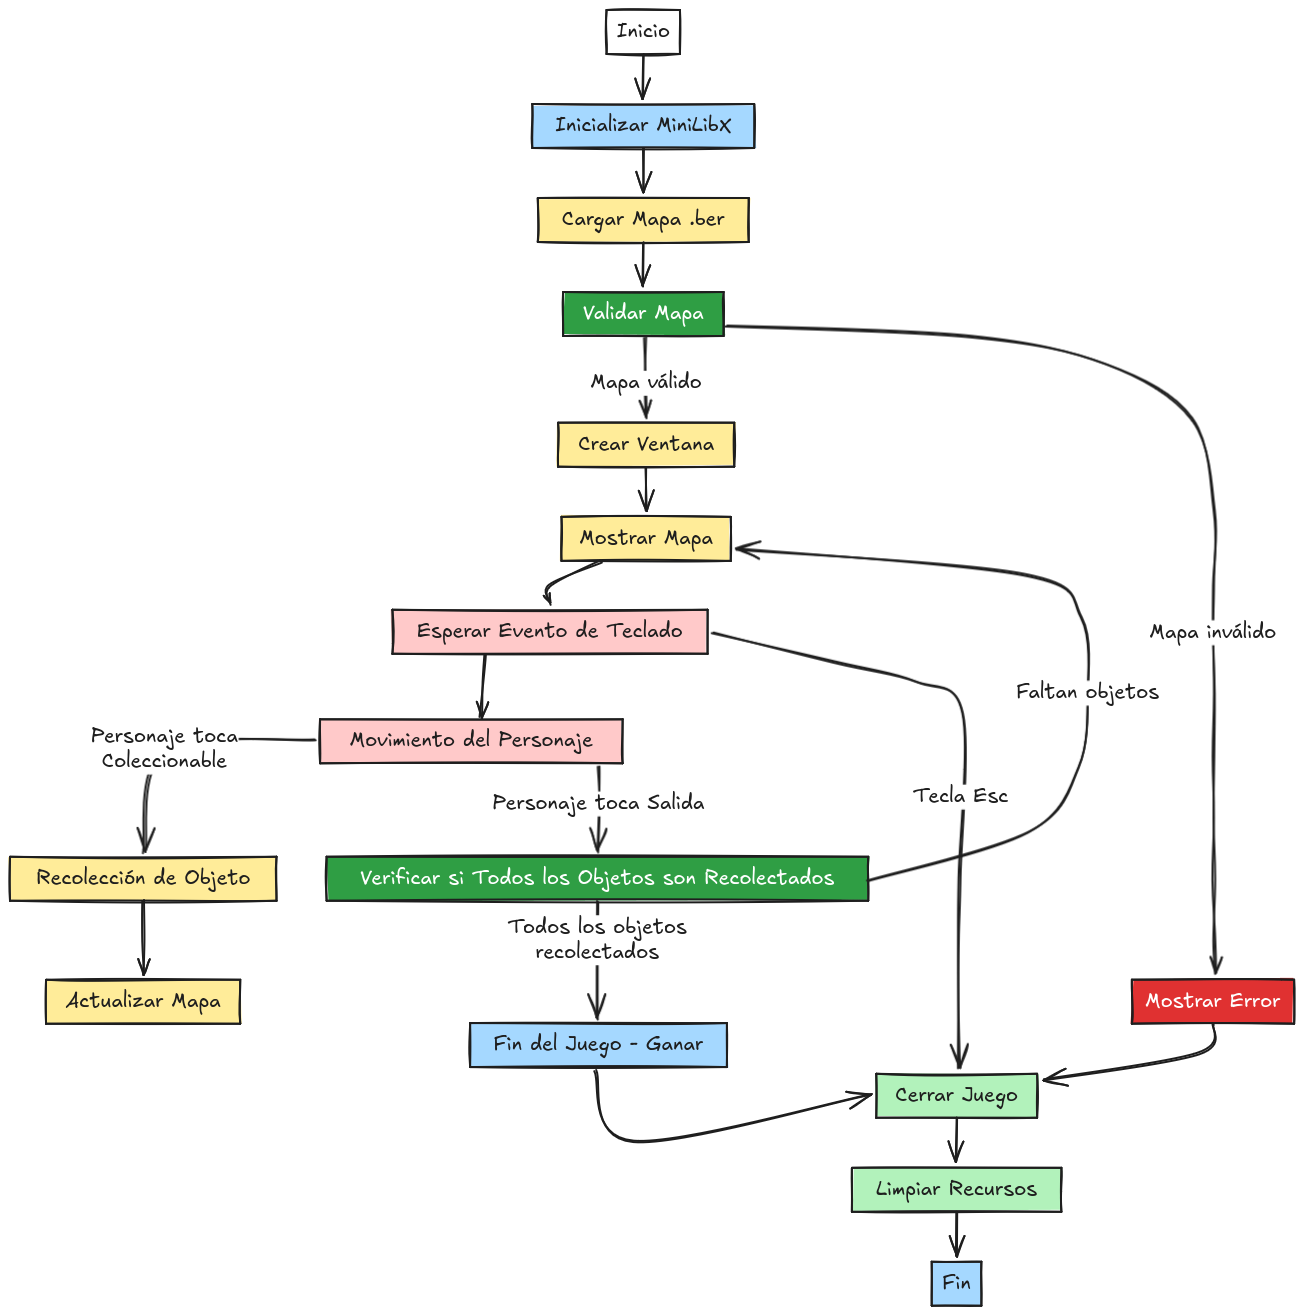 Inicio
Inicializar MiniLibX
Cargar Mapa .ber
Validar Mapa
Mapa válido
Crear Ventana
Mostrar Mapa
Esperar Evento de Teclado
Mapa inválido
Faltan objetos
Personaje toca
Coleccionable
Movimiento del Personaje
Tecla Esc
Personaje toca Salida
Recolección de Objeto
Verificar si Todos los Objetos son Recolectados
Todos los objetos
recolectados
Actualizar Mapa
Mostrar Error
Fin del Juego - Ganar
Cerrar Juego
Limpiar Recursos
Fin